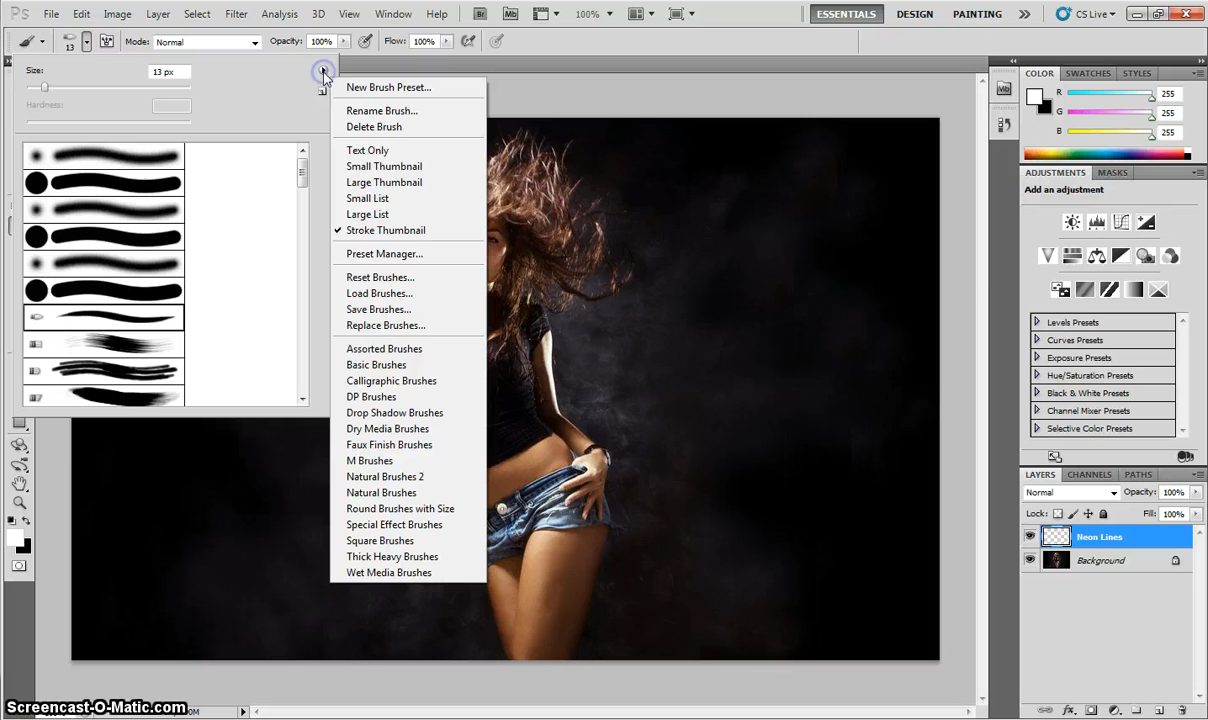 Ps File Edit Image Layer Select Filter Analysis 3D View Window Help Br Mb 100% ESSENTIALS DESIGN PAINTING CS Live
13 Mode: Normal Opacity: 100% Flow: 100%
Size: 13 px
Hardness:
New Brush Preset...
Rename Brush...
Delete Brush
Text Only
Small Thumbnail
Large Thumbnail
Small List
Large List
Stroke Thumbnail
Preset Manager...
Reset Brushes...
Load Brushes...
Save Brushes...
Replace Brushes...
Assorted Brushes
Basic Brushes
Calligraphic Brushes
DP Brushes
Drop Shadow Brushes
Dry Media Brushes
Faux Finish Brushes
M Brushes
Natural Brushes 2
Natural Brushes
Round Brushes with Size
Special Effect Brushes
Square Brushes
Thick Heavy Brushes
Wet Media Brushes
Mb
COLOR SWATCHES STYLES
R 255
G 255
B 255
ADJUSTMENTS MASKS
Add an adjustment
Levels Presets
Curves Presets
Exposure Presets
Hue/Saturation Presets
Black & White Presets
Channel Mixer Presets
Selective Color Presets
LAYERS CHANNELS PATHS
Normal Opacity: 100%
Lock: Fill: 100%
Neon Lines
Background
fx
Screencast-O-Matic.com